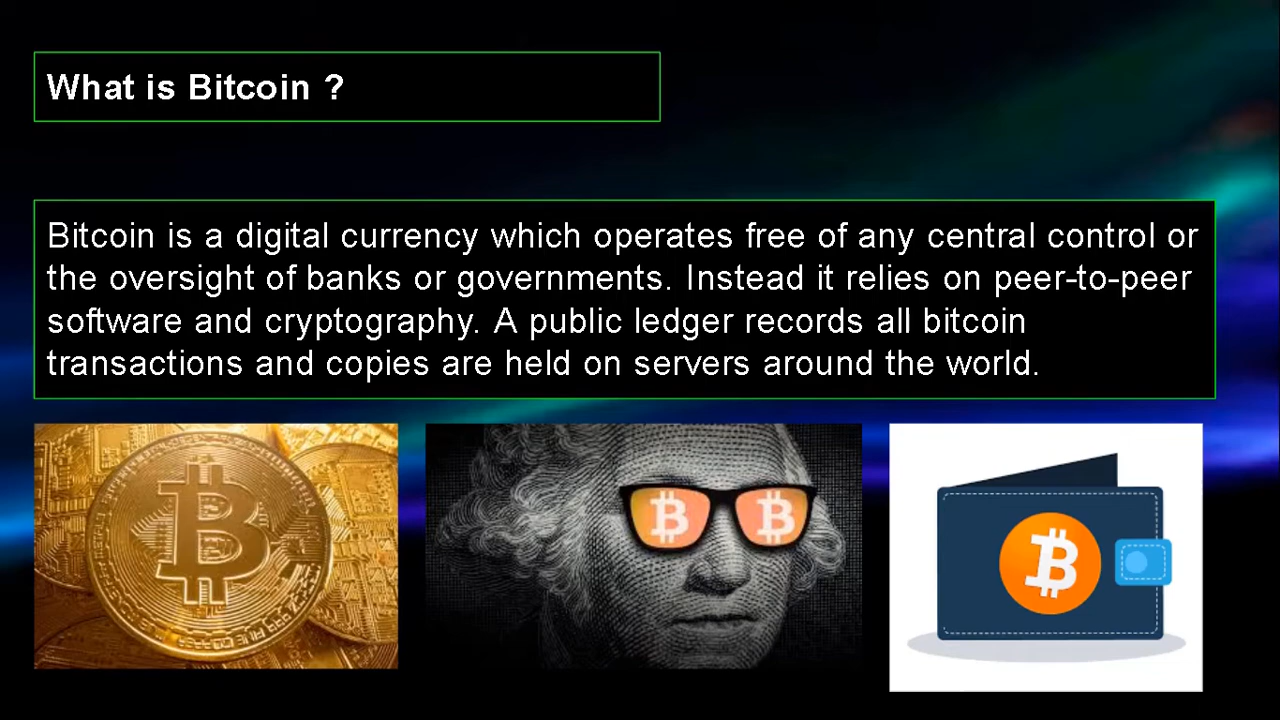 What is Bitcoin ?
Bitcoin is a digital currency which operates free of any central control or
the oversight of banks or governments. Instead it relies on peer-to-peer
software and cryptography. A public ledger records all bitcoin
transactions and copies are held on servers around the world.